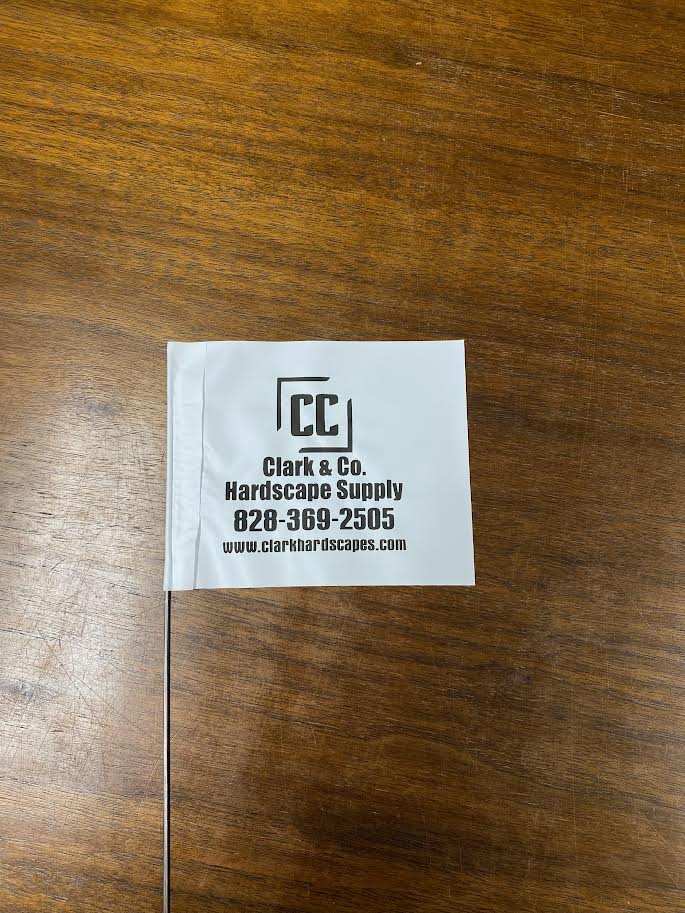 CC
Clark & Co.
Hardscape Supply
828-369-2505
www.clarkhardscapes.com